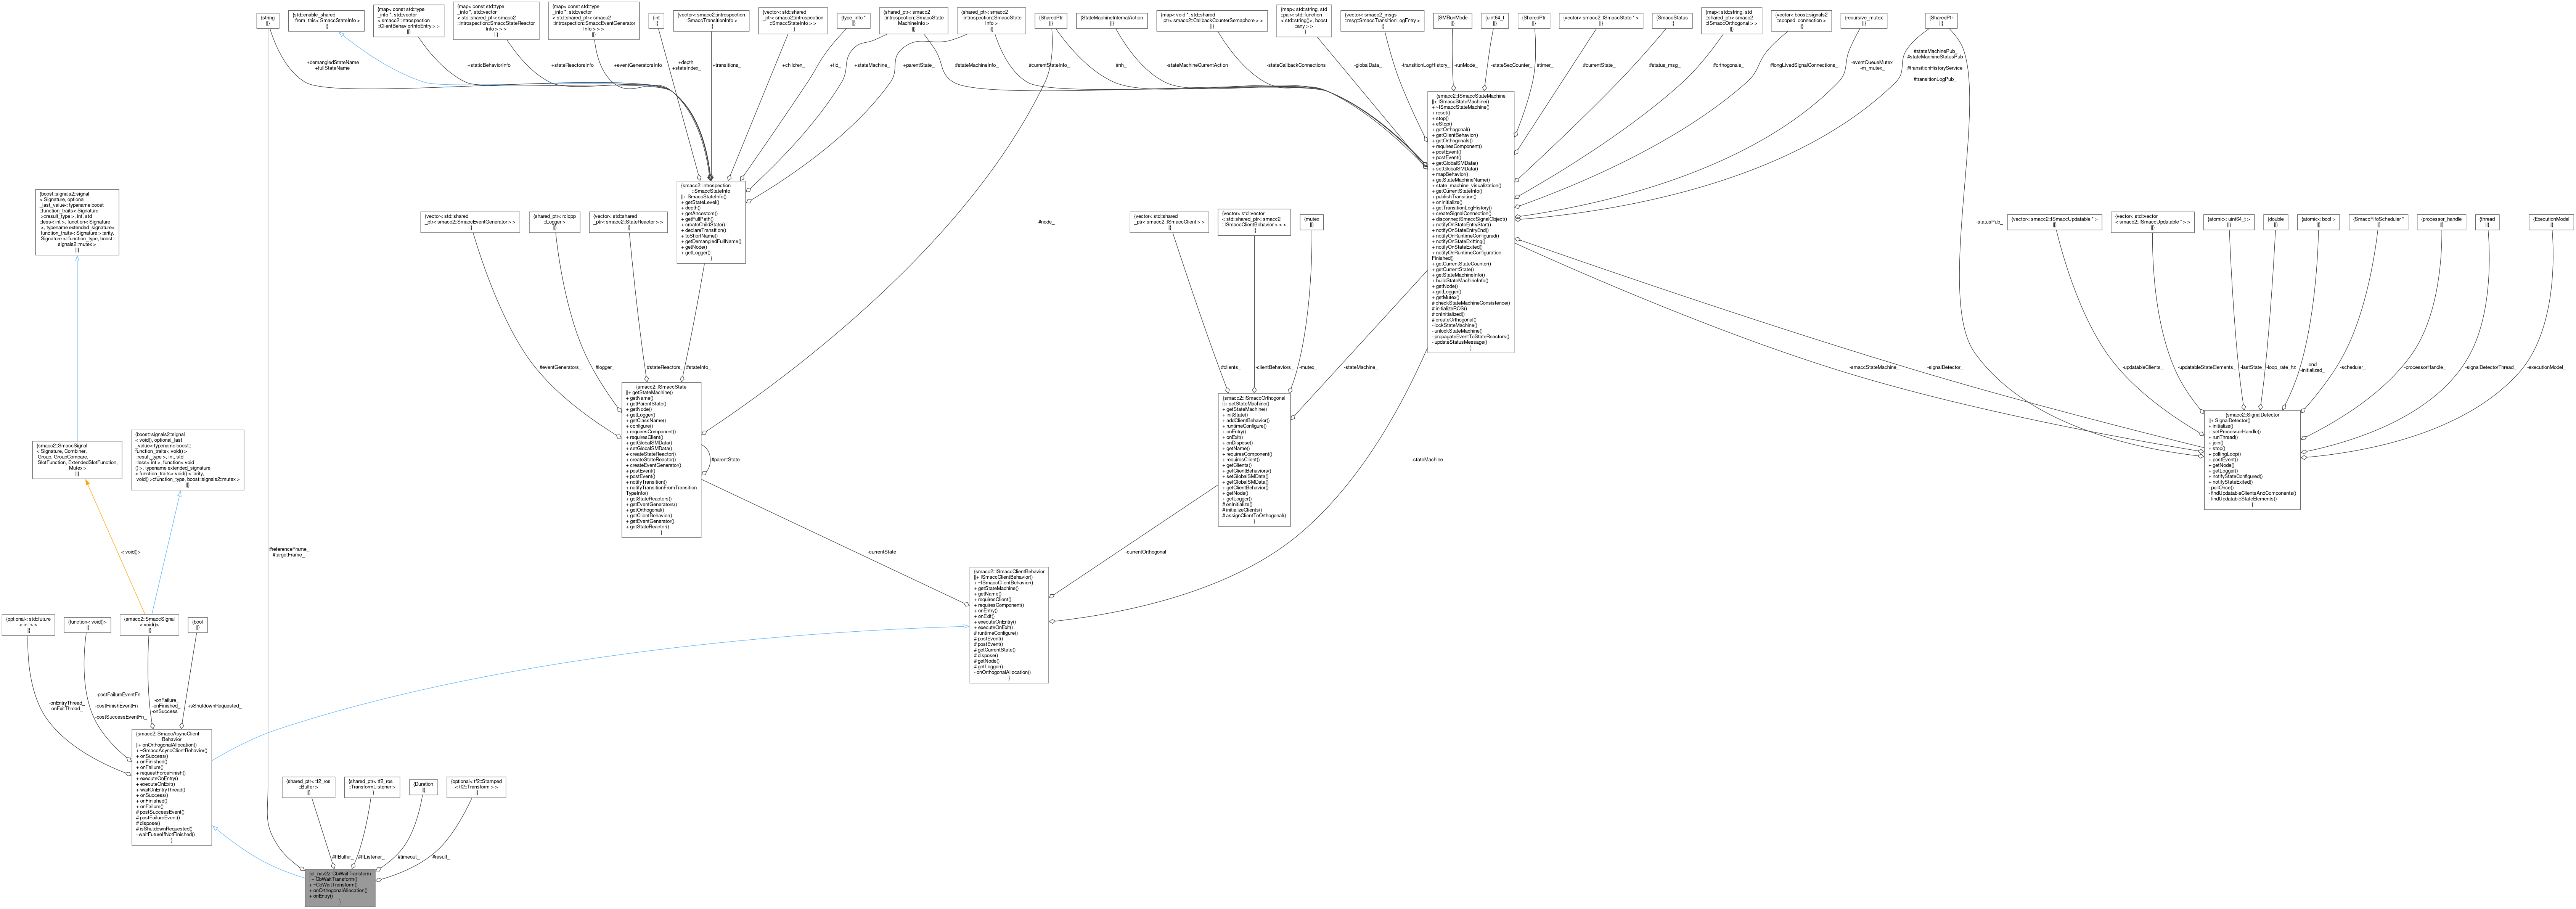 {string
||}
{std::enable_shared
_from_this< SmaccStateInfo >
||}
{map< const std::type
_info *, std::vector
< smacc2::introspection
::ClientBehaviorInfoEntry > >
||}
{map< const std::type
_info *, std::vector
< std::shared_ptr< smacc2
::introspection::SmaccStateReactor
Info > > >
||}
{map< const std::type
_info *, std::vector
< std::shared_ptr< smacc2
::introspection::SmaccEventGenerator
Info > > >
||}
{int
||}
{vector< smacc2::introspection
::SmaccTransitionInfo >
||}
{vector< std::shared
_ptr< smacc2::introspection
::SmaccStateInfo > >
||}
{type_info *
||}
{shared_ptr< smacc2
::introspection::SmaccState
MachineInfo >
||}
{shared_ptr< smacc2
::introspection::SmaccState
Info >
||}
{SharedPtr
||}
{StateMachineInternalAction
||}
{map< void *, std::shared
_ptr< smacc2::CallbackCounterSemaphore > >
||}
{map< std::string, std
::pair< std::function
< std::string()>, boost
::any > >
||}
{vector< smacc2_msgs
::msg::SmaccTransitionLogEntry >
||}
{SMRunMode
||}
{uint64_t
||}
{SharedPtr
||}
{vector< smacc2::ISmaccState * >
||}
{SmaccStatus
||}
{map< std::string, std
::shared_ptr< smacc2
::ISmaccOrthogonal > >
||}
{vector< boost::signals2
::scoped_connection >
||}
{recursive_mutex
||}
{SharedPtr
||}
+demangledStateName
+fullStateName
+staticBehaviorInfo
+stateReactorsInfo
+eventGeneratorsInfo
+depth_
+stateIndex_
+transitions_
+children_
+tid_
+stateMachine_
+parentState_
#stateMachineInfo_
#currentStateInfo_
#nh_
-stateMachineCurrentAction
-stateCallbackConnections
-globalData_
-transitionLogHistory_
-runMode_
-stateSeqCounter_
#timer_
#currentState_
#status_msg_
#orthogonals_
#longLivedSignalConnections_
-eventQueueMutex_
-m_mutex_
#stateMachinePub_
#stateMachineStatusPub
_
#transitionHistoryService
_
#transitionLogPub_
{smacc2::ISmaccStateMachine
||+ ISmaccStateMachine()
+ ~ISmaccStateMachine()
+ reset()
+ stop()
+ eStop()
+ getOrthogonal()
+ getClientBehavior()
+ getOrthogonals()
+ requiresComponent()
+ postEvent()
+ postEvent()
+ getGlobalSMData()
+ setGlobalSMData()
+ mapBehavior()
+ getStateMachineName()
+ state_machine_visualization()
+ getCurrentStateInfo()
+ publishTransition()
+ onInitialize()
+ getTransitionLogHistory()
+ createSignalConnection()
+ disconnectSmaccSignalObject()
+ notifyOnStateEntryStart()
+ notifyOnStateEntryEnd()
+ notifyOnRuntimeConfigured()
+ notifyOnStateExitting()
+ notifyOnStateExited()
+ notifyOnRuntimeConfiguration
Finished()
+ getCurrentStateCounter()
+ getCurrentState()
+ getStateMachineInfo()
+ buildStateMachineInfo()
+ getNode()
+ getLogger()
+ getMutex()
# checkStateMachineConsistence()
# initializeROS()
# onInitialized()
# createOrthogonal()
- lockStateMachine()
- unlockStateMachine()
- propagateEventToStateReactors()
- updateStatusMessage()
}
{smacc2::introspection
::SmaccStateInfo
||+ SmaccStateInfo()
+ getStateLevel()
+ depth()
+ getAncestors()
+ getFullPath()
+ createChildState()
+ declareTransition()
+ toShortName()
+ getDemangledFullName()
+ getNode()
+ getLogger()
}
{boost::signals2::signal
< Signature, optional
_last_value< typename boost
::function_traits< Signature
>::result_type >, int, std
::less< int >, function< Signature
>, typename extended_signature<
function_traits< Signature >::arity,
Signature >::function_type, boost::
signals2::mutex >
||}
{vector< std::shared
_ptr< smacc2::SmaccEventGenerator > >
||}
{shared_ptr< rclcpp
::Logger >
||}
{vector< std::shared
_ptr< smacc2::StateReactor > >
||}
#node_
{vector< std::shared
_ptr< smacc2::ISmaccClient > >
||}
{vector< std::vector
< std::shared_ptr< smacc2
::ISmaccClientBehavior > > >
||}
{mutex
||}
-statusPub_
{vector< smacc2::ISmaccUpdatable * >
||}
{vector< std::vector
< smacc2::ISmaccUpdatable * > >
||}
{atomic< uint64_t >
||}
{double
||}
{atomic< bool >
||}
{SmaccFifoScheduler *
||}
{processor_handle
||}
{thread
||}
{ExecutionModel
||}
#eventGenerators_
#logger_
#stateReactors_
#stateInfo_
#clients_
-clientBehaviors_
-mutex_
-stateMachine_
-smaccStateMachine_
-signalDetector_
-updatableClients_
-updatableStateElements_
-lastState_
-loop_rate_hz
-end_
-initialized_
-scheduler_
-processorHandle_
-signalDetectorThread_
-executionModel_
{smacc2::ISmaccState
||+ getStateMachine()
+ getName()
+ getParentState()
+ getNode()
+ getLogger()
+ getClassName()
+ configure()
+ requiresComponent()
+ requiresClient()
+ getGlobalSMData()
+ setGlobalSMData()
+ createStateReactor()
+ createStateReactor()
+ createEventGenerator()
+ postEvent()
+ postEvent()
+ notifyTransition()
+ notifyTransitionFromTransition
TypeInfo()
+ getStateReactors()
+ getEventGenerators()
+ getOrthogonal()
+ getClientBehavior()
+ getEventGenerator()
+ getStateReactor()
}
#parentState_
{smacc2::ISmaccOrthogonal
||+ setStateMachine()
+ getStateMachine()
+ initState()
+ addClientBehavior()
+ runtimeConfigure()
+ onEntry()
+ onExit()
+ onDispose()
+ getName()
+ requiresComponent()
+ requiresClient()
+ getClients()
+ getClientBehaviors()
+ setGlobalSMData()
+ getGlobalSMData()
+ getClientBehavior()
+ getNode()
+ getLogger()
# onInitialize()
# initializeClients()
# assignClientToOrthogonal()
}
{smacc2::SignalDetector
||+ SignalDetector()
+ initialize()
+ setProcessorHandle()
+ runThread()
+ join()
+ stop()
+ pollingLoop()
+ postEvent()
+ getNode()
+ getLogger()
+ notifyStateConfigured()
+ notifyStateExited()
- pollOnce()
- findUpdatableClientsAndComponents()
- findUpdatableStateElements()
}
{smacc2::SmaccSignal
< Signature, Combiner,
Group, GroupCompare,
SlotFunction, ExtendedSlotFunction,
Mutex >
||}
{boost::signals2::signal
< void(), optional_last
_value< typename boost::
function_traits< void()
>::result_type >, int, std
::less< int >, function< void
() >, typename extended_signature
< function_traits< void() >::arity,
void() >::function_type, boost::signals2::mutex >
||}
-stateMachine_
< void()>
#referenceFrame_
#targetFrame_
-currentState
-currentOrthogonal
{smacc2::ISmaccClientBehavior
||+ ISmaccClientBehavior()
+ ~ISmaccClientBehavior()
+ getStateMachine()
+ getName()
+ requiresClient()
+ requiresComponent()
+ onEntry()
+ onExit()
+ executeOnEntry()
+ executeOnExit()
# runtimeConfigure()
# postEvent()
# postEvent()
# getCurrentState()
# dispose()
# getNode()
# getLogger()
- onOrthogonalAllocation()
}
{optional< std::future
< int > >
||}
{function< void()>
||}
{smacc2::SmaccSignal
< void()>
||}
{bool
||}
-onEntryThread_
-onExitThread_
-postFailureEventFn
_
-postFinishEventFn
_
-postSuccessEventFn_
-onFailure_
-onFinished_
-onSuccess_
-isShutdownRequested_
{smacc2::SmaccAsyncClient
Behavior
||+ onOrthogonalAllocation()
+ ~SmaccAsyncClientBehavior()
+ onSuccess()
+ onFinished()
+ onFailure()
+ requestForceFinish()
+ executeOnEntry()
+ executeOnExit()
+ waitOnEntryThread()
+ onSuccess()
+ onFinished()
+ onFailure()
# postSuccessEvent()
# postFailureEvent()
# dispose()
# isShutdownRequested()
- waitFutureIfNotFinished()
}
{shared_ptr< tf2_ros
::Buffer >
||}
{shared_ptr< tf2_ros
::TransformListener >
||}
{Duration
||}
{optional< tf2::Stamped
< tf2::Transform > >
||}
#tfBuffer_
#tfListener_
#timeout_
#result_
{cl_nav2z::CbWaitTransform
||+ CbWaitTransform()
+ ~CbWaitTransform()
+ onOrthogonalAllocation()
+ onEntry()
}